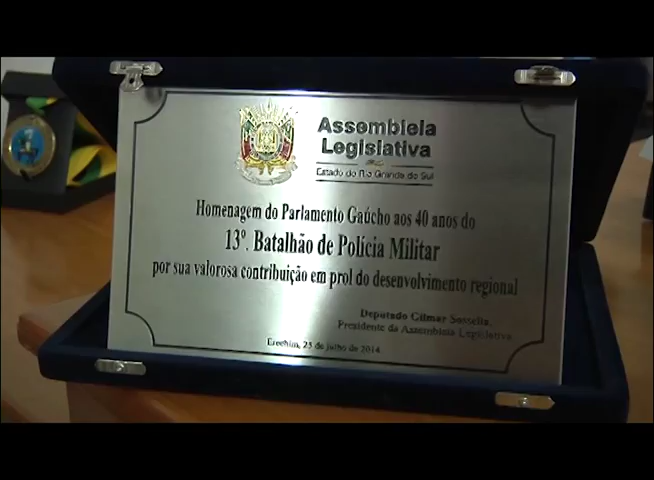 Assembleia
Legislativa
Estado do Rio Grande do Sul
Homenagem do Parlamento Gaúcho aos 40 anos do
13º. Batalhão de Polícia Militar
por sua valorosa contribuição em prol do desenvolvimento regional
Deputado Gilmar Sossella,
Presidente da Assembleia Legislativa
Erechim, 23 de julho de 2014